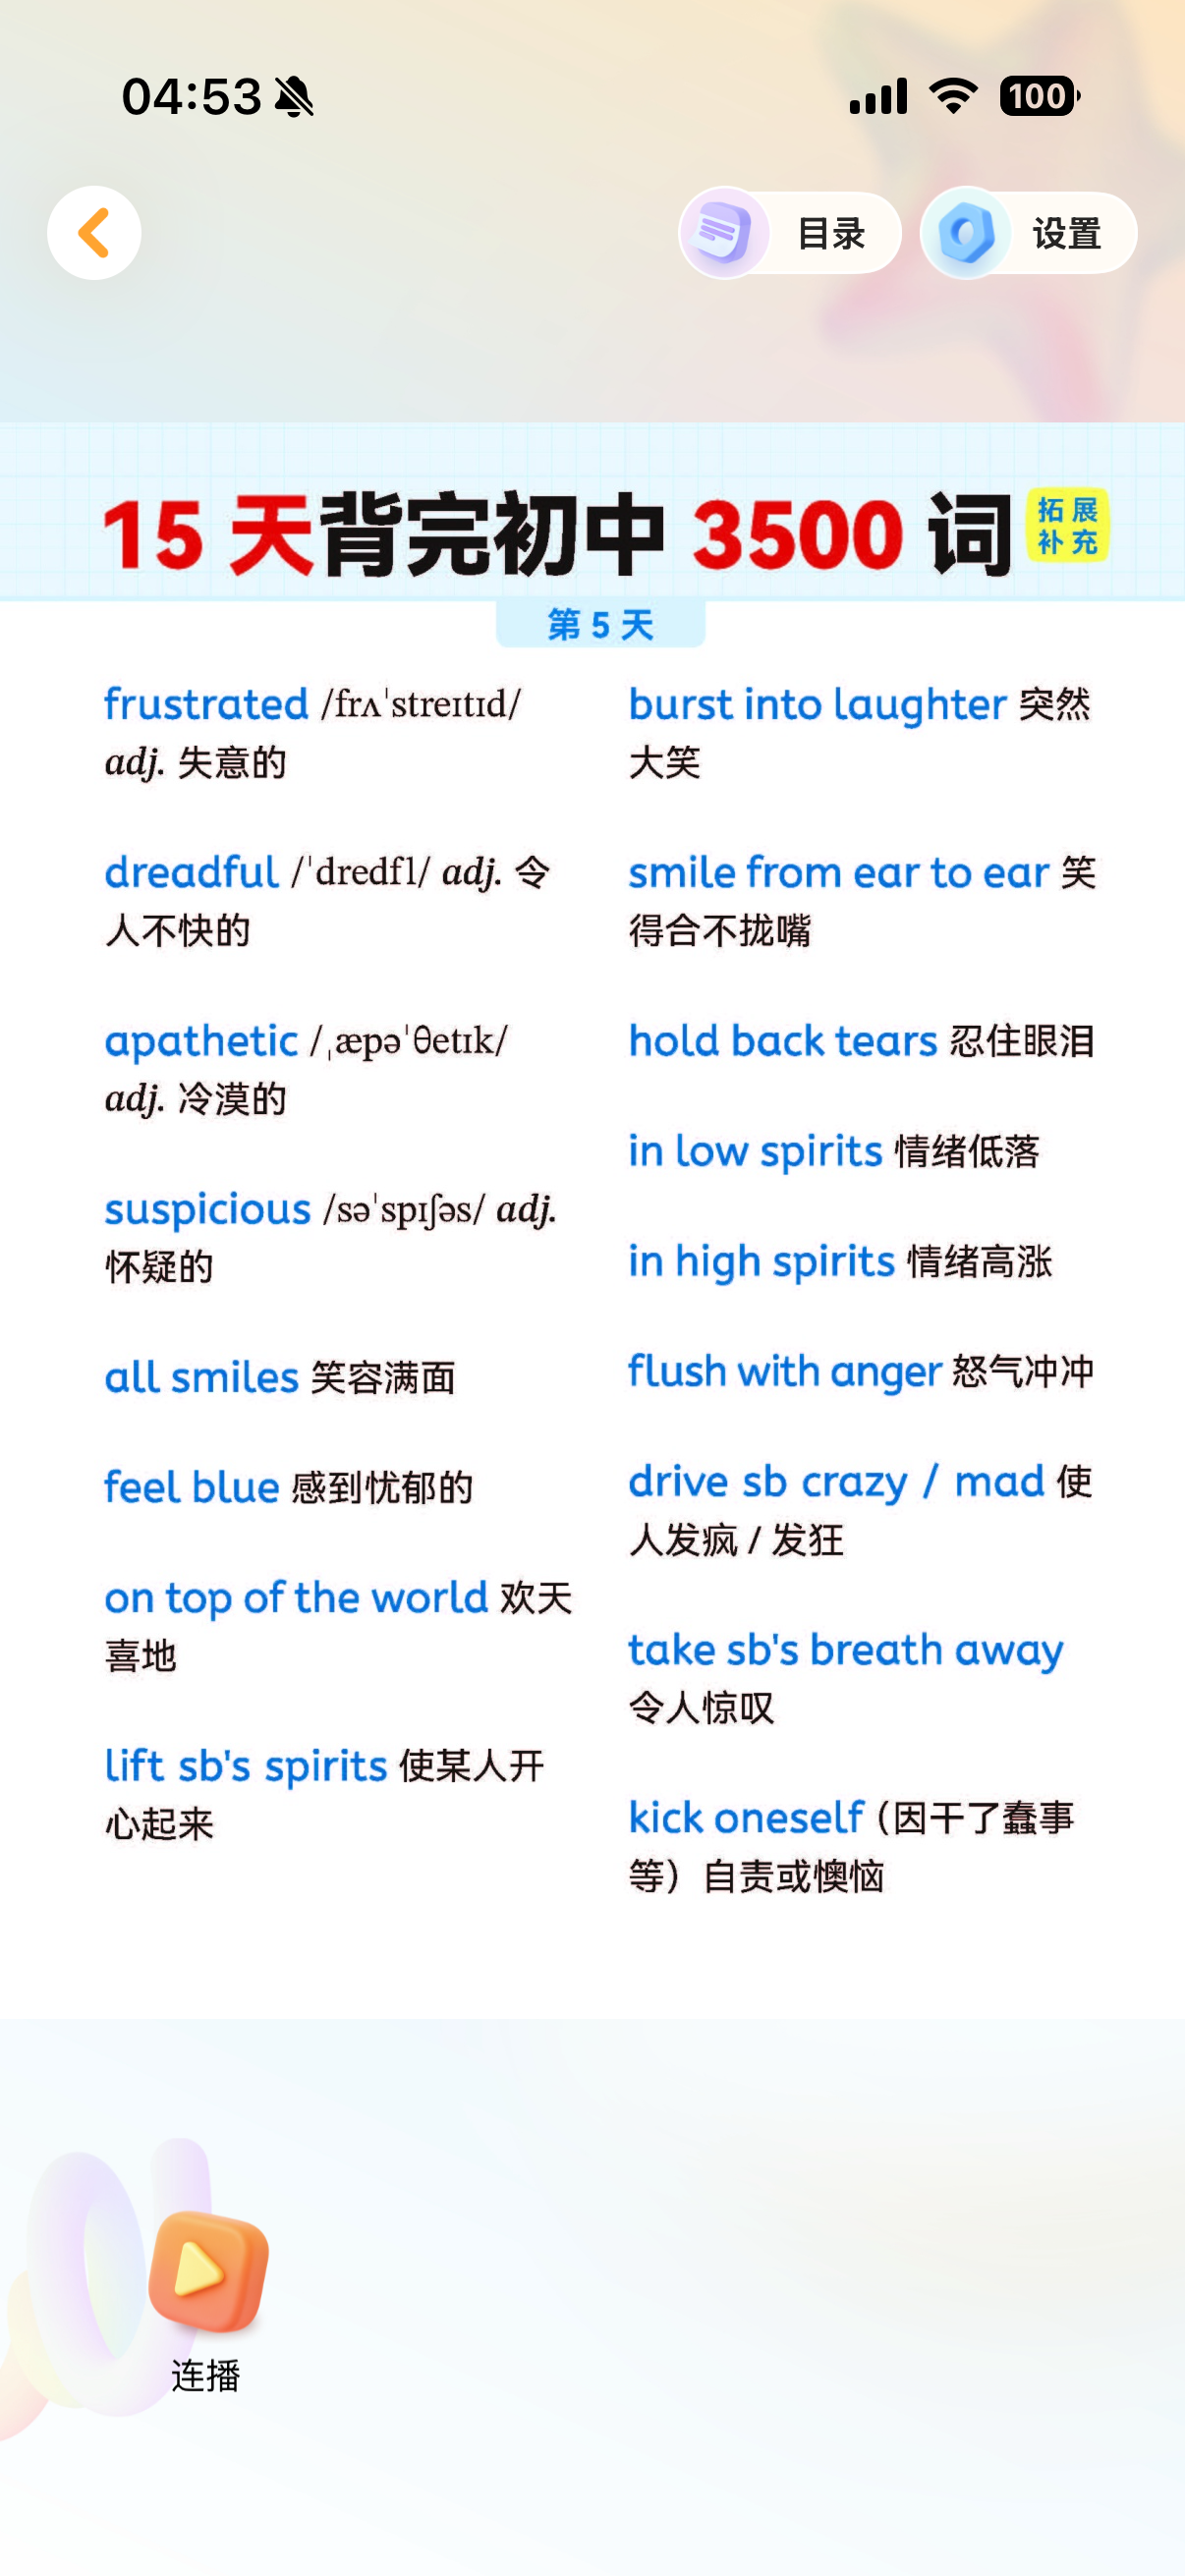 04:53
100
目录
设置
15 天背完初中 3500 词
拓展
补充
第 5 天
frustrated /frʌˈstreɪtɪd/
adj. 失意的
dreadful /ˈdredfl/ adj. 令
人不快的
apathetic /ˌæpəˈθetɪk/
adj. 冷漠的
suspicious /səˈspɪʃəs/ adj.
怀疑的
all smiles 笑容满面
feel blue 感到忧郁的
on top of the world 欢天
喜地
lift sb's spirits 使某人开
心起来
burst into laughter 突然
大笑
smile from ear to ear 笑
得合不拢嘴
hold back tears 忍住眼泪
in low spirits 情绪低落
in high spirits 情绪高涨
flush with anger 怒气冲冲
drive sb crazy / mad 使
人发疯 / 发狂
take sb's breath away
令人惊叹
kick oneself（因干了蠢事
等）自责或懊恼
连播